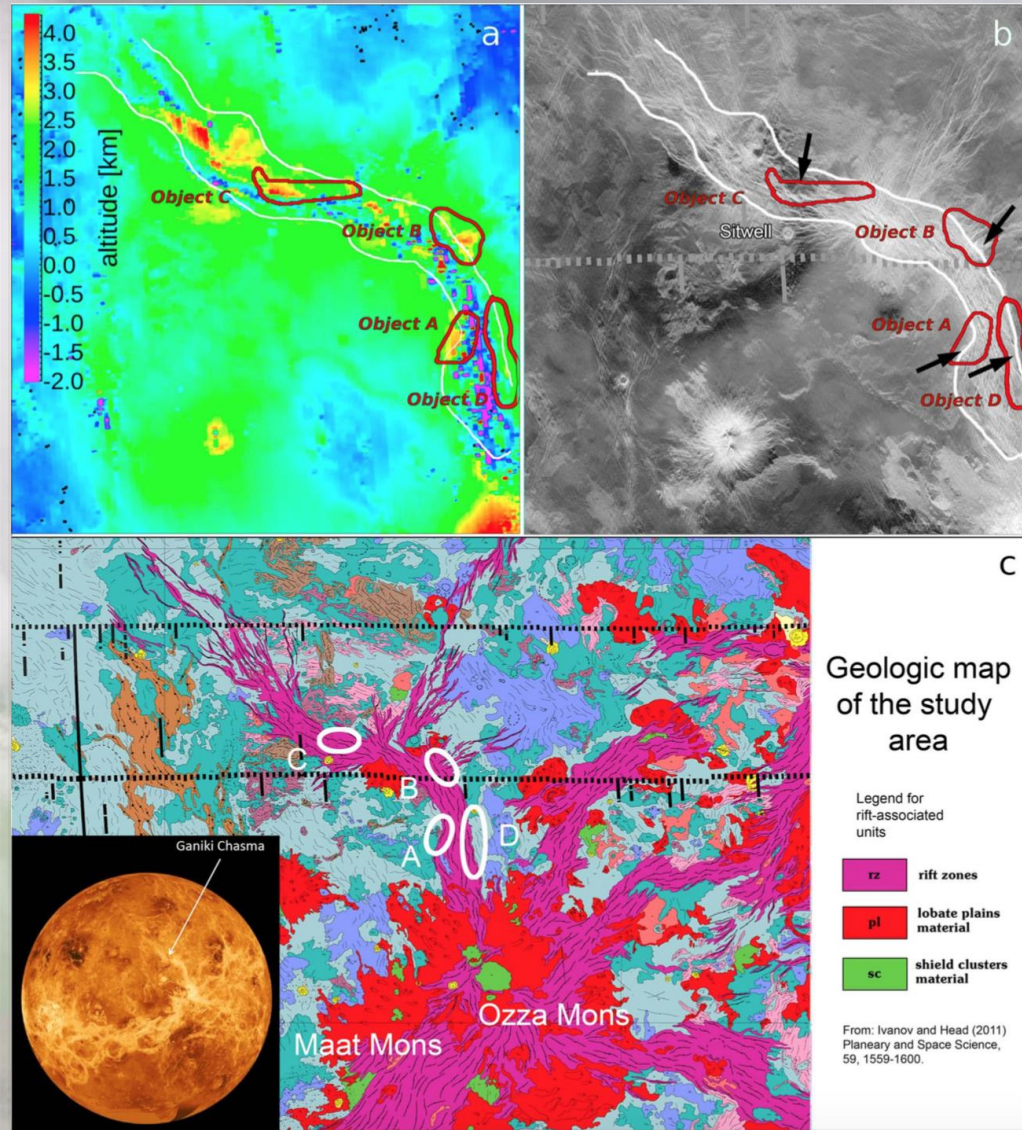 a
4.0
3.0
2.5
2.0
1.5
1.0
0.5
0.0
-0.5
-1.0
-1.5
-2.0
altitude [km]
Object C
Object B
Object A
Object D
b
Object C
Sitwell
Object B
Object A
Object D
c
C
B
A
D
Ozza Mons
Maat Mons
Ganiki Chasma
Geologic map
of the study
area
Legend for
rift-associated
units
rz rift zones
pl lobate plains
material
sc shield clusters
material
From: Ivanov and Head (2011)
Planeary and Space Science,
59, 1559-1600.